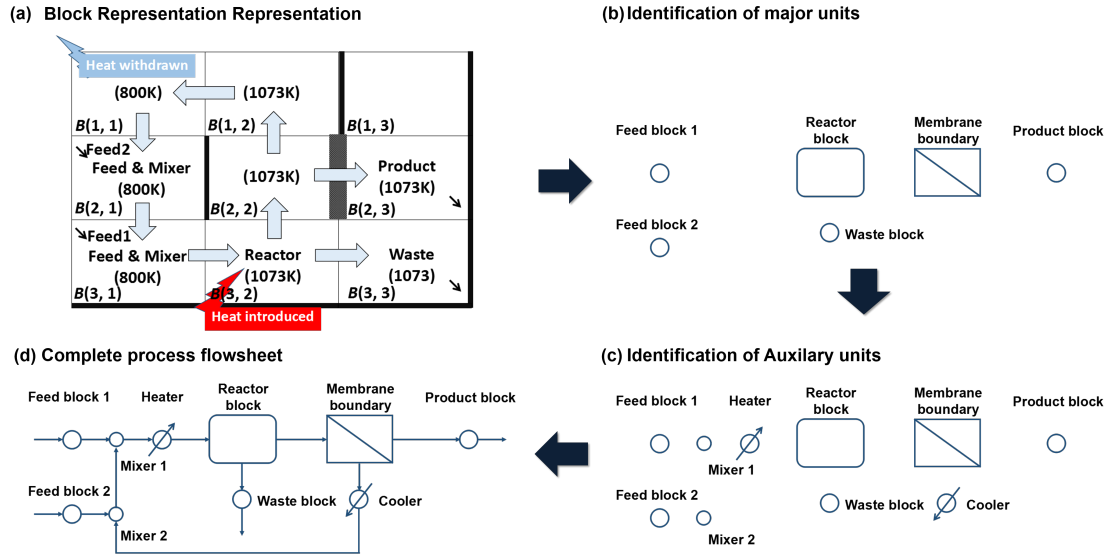 (a) Block Representation Representation
Heat withdrawn
(800K)
(1073K)
B(1, 1)
B(1, 2)
B(1, 3)
Feed2
Feed & Mixer
(800K)
(1073K)
Product
(1073K)
B(2, 1)
B(2, 2)
B(2, 3)
Feed1
Feed & Mixer
(800K)
Reactor
(1073K)
Waste
(1073)
B(3, 1)
B(3, 2)
B(3, 3)
Heat introduced
(b) Identification of major units
Feed block 1
Reactor
block
Membrane
boundary
Product block
Feed block 2
Waste block
(d) Complete process flowsheet
Feed block 1
Heater
Reactor
block
Membrane
boundary
Product block
Mixer 1
Feed block 2
Waste block
Cooler
Mixer 2
(c) Identification of Auxilary units
Feed block 1
Heater
Reactor
block
Membrane
boundary
Product block
Mixer 1
Feed block 2
Waste block
Cooler
Mixer 2